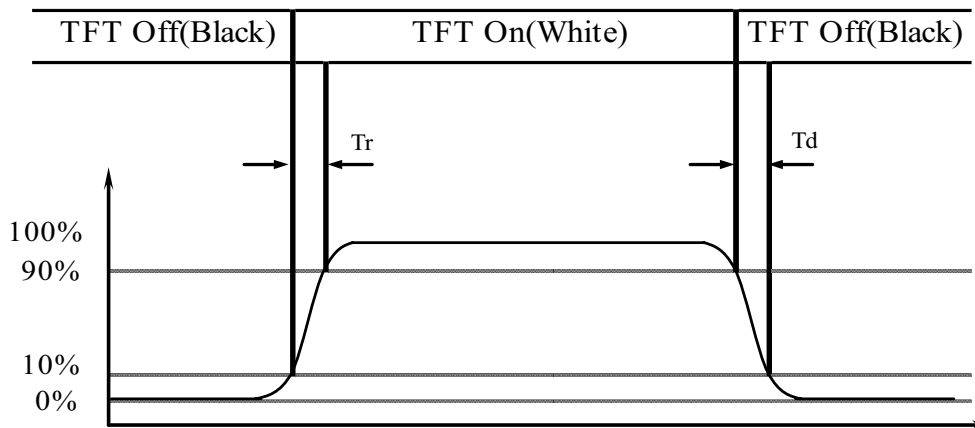 TFT Off(Black) TFT On(White) TFT Off(Black)
Tr Td
100%
90%
10%
0%